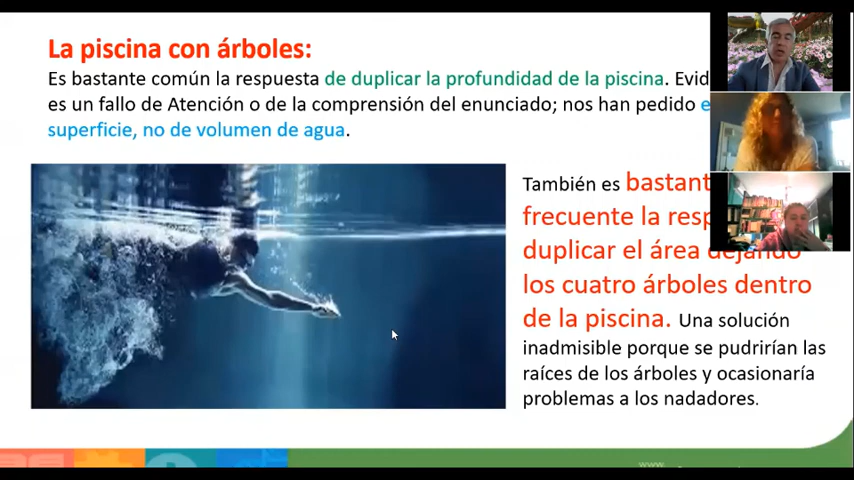 La piscina con árboles:
Es bastante común la respuesta de duplicar la profundidad de la piscina. Evid
es un fallo de Atención o de la comprensión del enunciado; nos han pedido e
superficie, no de volumen de agua.
También es bastant
frecuente la resp
duplicar el área dejando
los cuatro árboles dentro
de la piscina. Una solución
inadmisible porque se pudrirían las
raíces de los árboles y ocasionaría
problemas a los nadadores.
www.